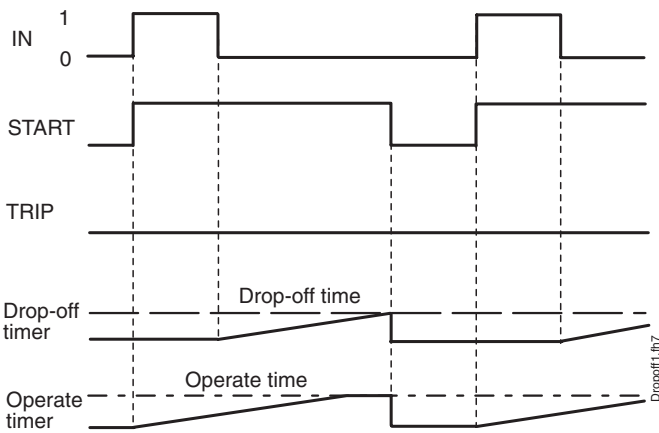 1
IN
0
START
TRIP
Drop-off time
Drop-off
timer
Operate time
Operate
timer
Dropoff1.fh7